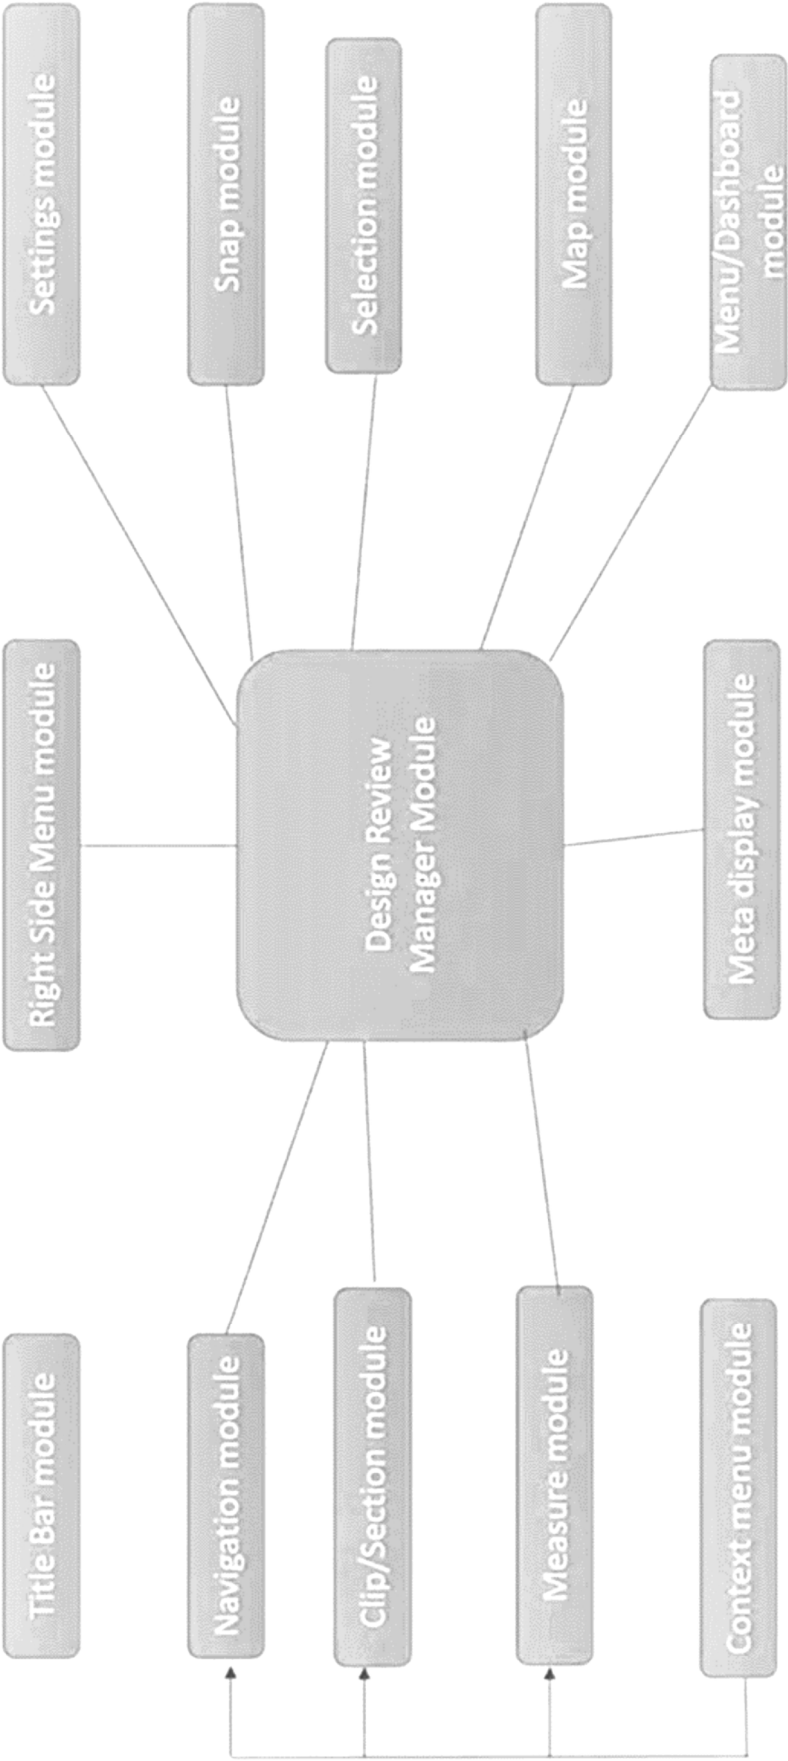 Title Bar module
Right Side Menu module
Settings module
Navigation module
Snap module
Clip/Section module
Design Review
Manager Module
Selection module
Measure module
Map module
Context menu module
Meta display module
Menu/Dashboard
module